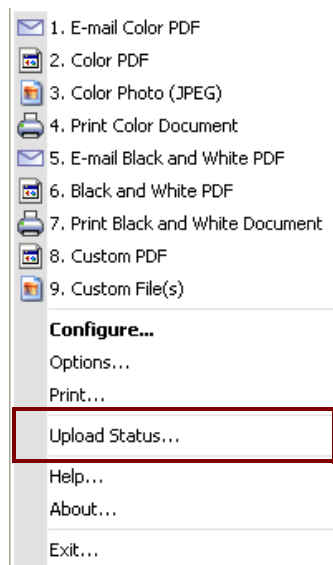 1. E-mail Color PDF
2. Color PDF
3. Color Photo (JPEG)
4. Print Color Document
5. E-mail Black and White PDF
6. Black and White PDF
7. Print Black and White Document
8. Custom PDF
9. Custom File(s)
Configure...
Options...
Print...
Upload Status...
Help...
About...
Exit...